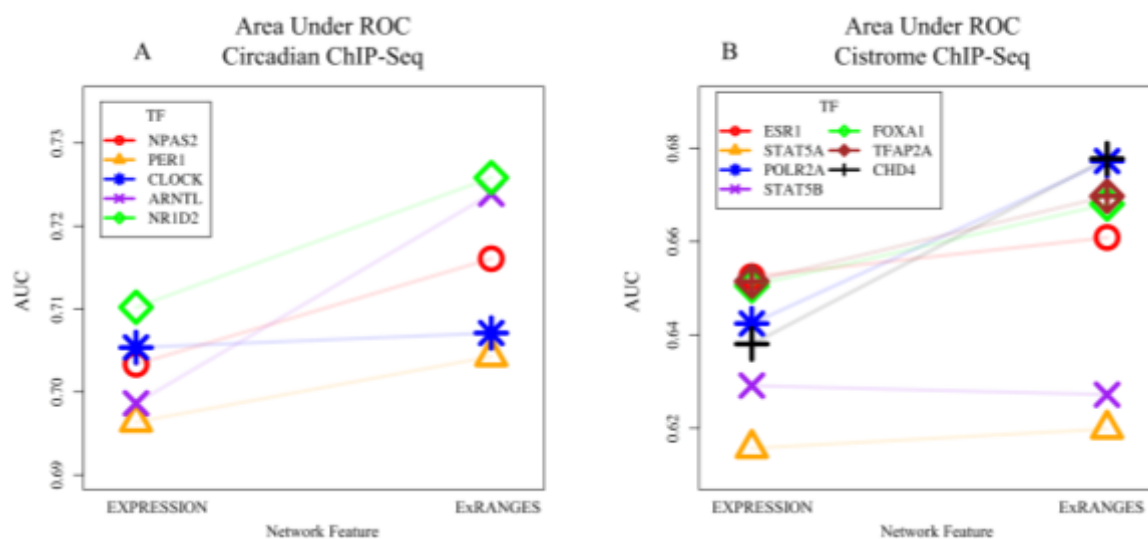 Area Under ROC
A
Circadian ChIP-Seq
TF
NPAS2
PER1
CLOCK
ARNTL
NR1D2
0.73
0.72
0.71
0.70
0.69
AUC
EXPRESSION
ExRANGES
Network Feature
Area Under ROC
B
Cistrome ChIP-Seq
TF
ESR1 FOXA1
STAT5A TFAP2A
POLR2A CHD4
STAT5B
0.68
0.66
0.64
0.62
AUC
EXPRESSION
ExRANGES
Network Feature